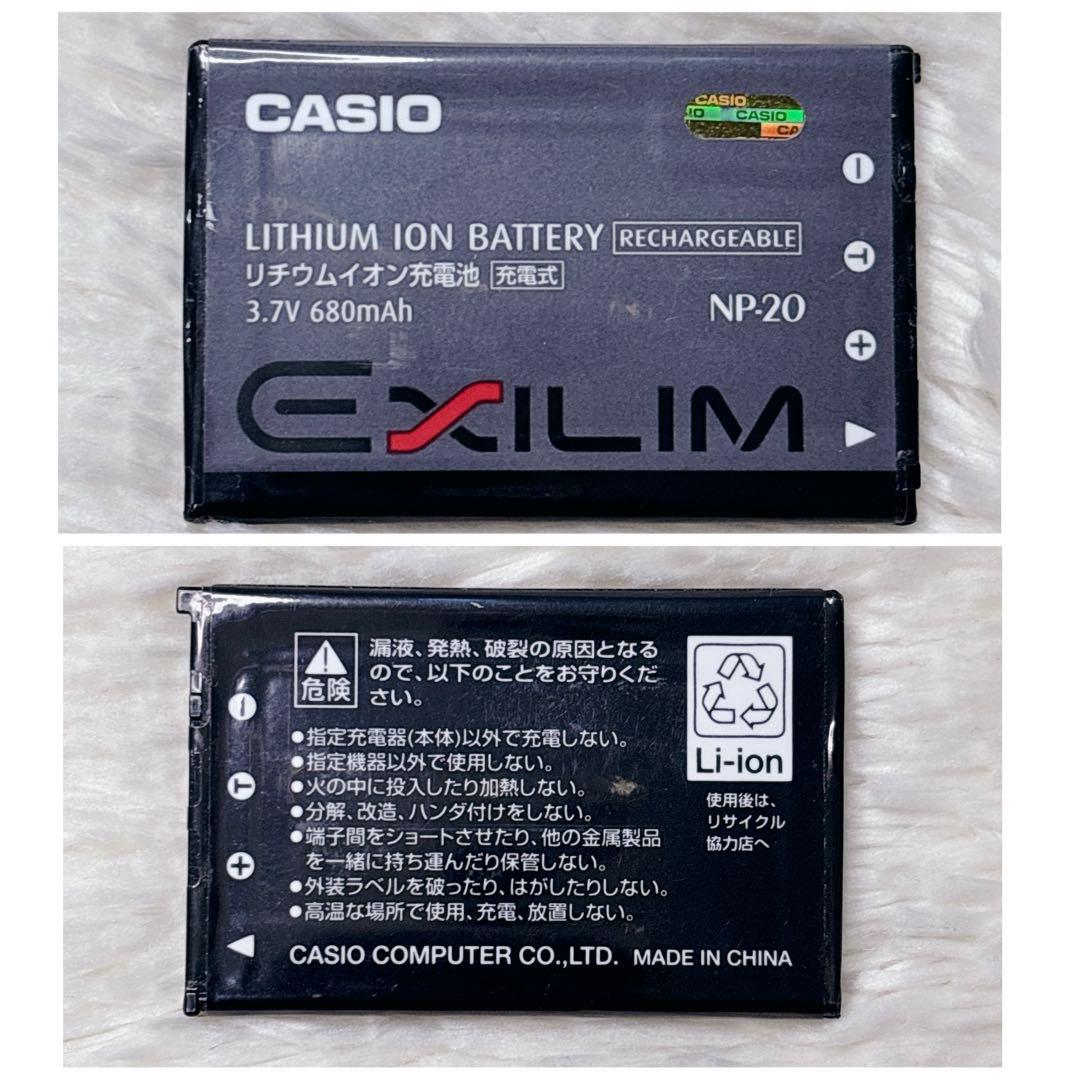 CASIO
CASIO
IO CASIO
CA
LITHIUM ION BATTERY RECHARGEABLE
リチウムイオン充電池 充電式
3.7V 680mAh NP-20
EXILIM
－
T
＋
危険
漏液、発熱、破裂の原因となる
ので、以下のことをお守りくだ
さい。
●指定充電器(本体)以外で充電しない。
●指定機器以外で使用しない。
●火の中に投入したり加熱しない。
●分解、改造、ハンダ付けをしない。
●端子間をショートさせたり、他の金属製品
を一緒に持ち運んだり保管しない。
●外装ラベルを破ったり、はがしたりしない。
●高温な場所で使用、充電、放置しない。
CASIO COMPUTER CO.,LTD. MADE IN CHINA
Li-ion
使用後は、
リサイクル
協力店へ
－
T
＋